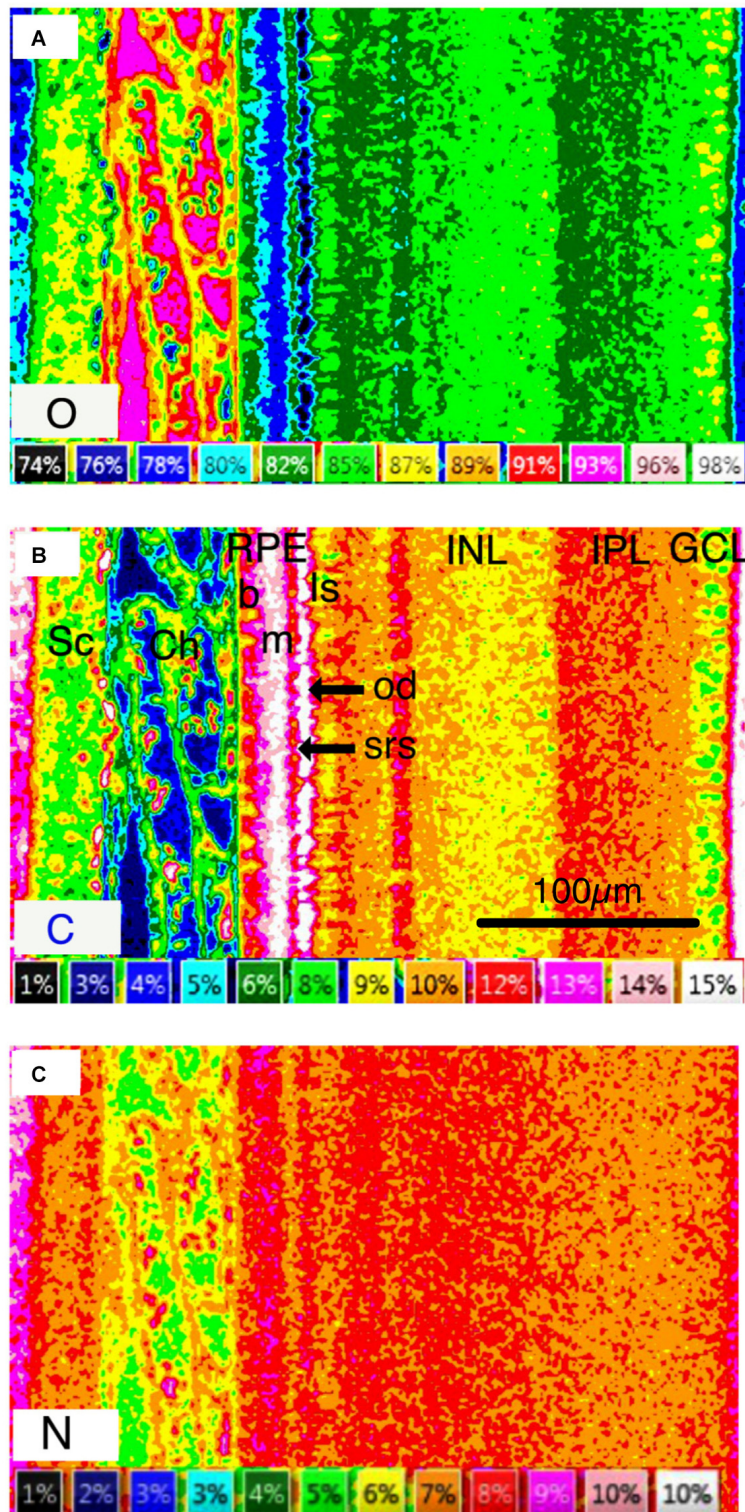 A
O
74% 76% 78% 80% 82% 85% 87% 89% 91% 93% 96% 98%
B
RPE INL IPL GCL
b ls
Sc Ch m
od
srs
100µm
C
1% 3% 4% 5% 6% 8% 9% 10% 12% 13% 14% 15%
C
N
1% 2% 3% 3% 4% 5% 6% 7% 8% 9% 10% 10%